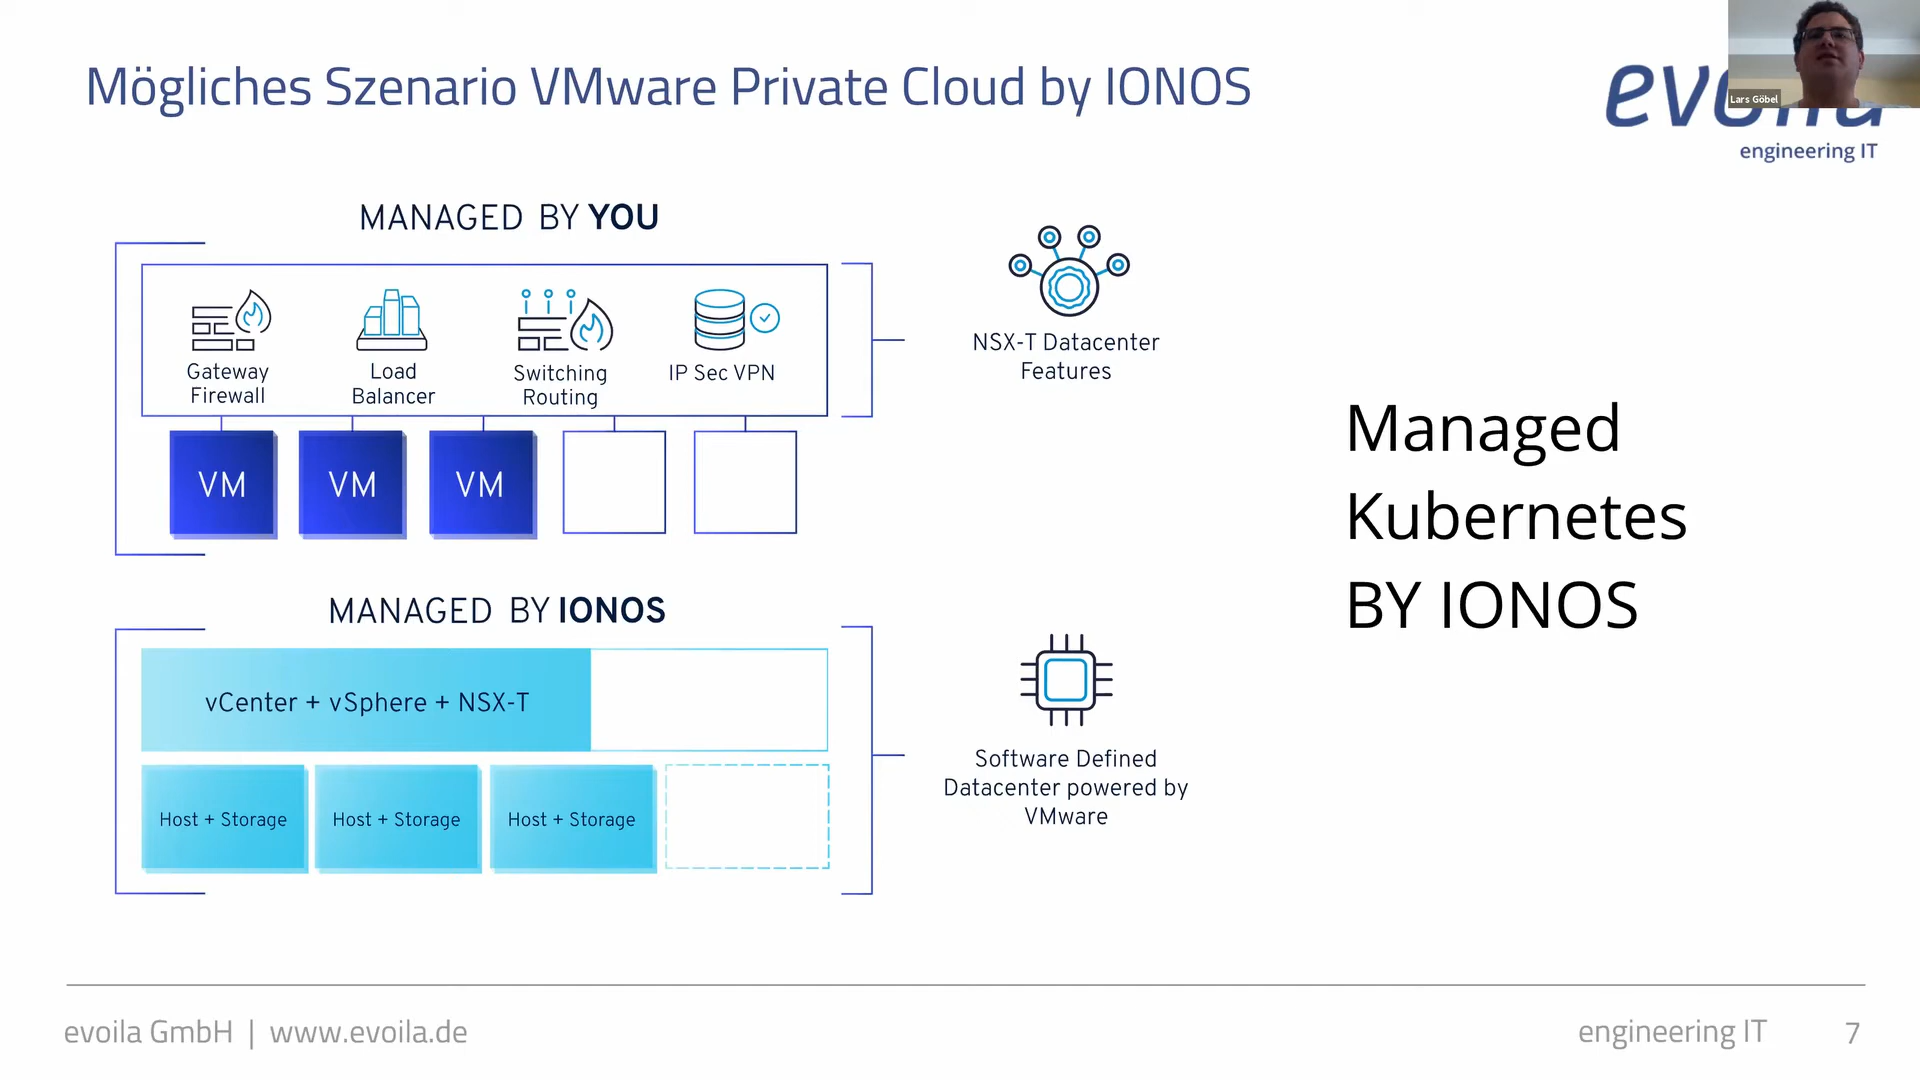 Mögliches Szenario VMware Private Cloud by IONOS
Lars Göbel
engineering IT
MANAGED BY YOU
Gateway
Firewall
Load
Balancer
Switching
Routing
IP Sec VPN
NSX-T Datacenter
Features
VM
VM
VM
Managed
Kubernetes
BY IONOS
MANAGED BY IONOS
vCenter + vSphere + NSX-T
Host + Storage
Host + Storage
Host + Storage
Software Defined
Datacenter powered by
VMware
evoila GmbH | www.evoila.de
engineering IT
7